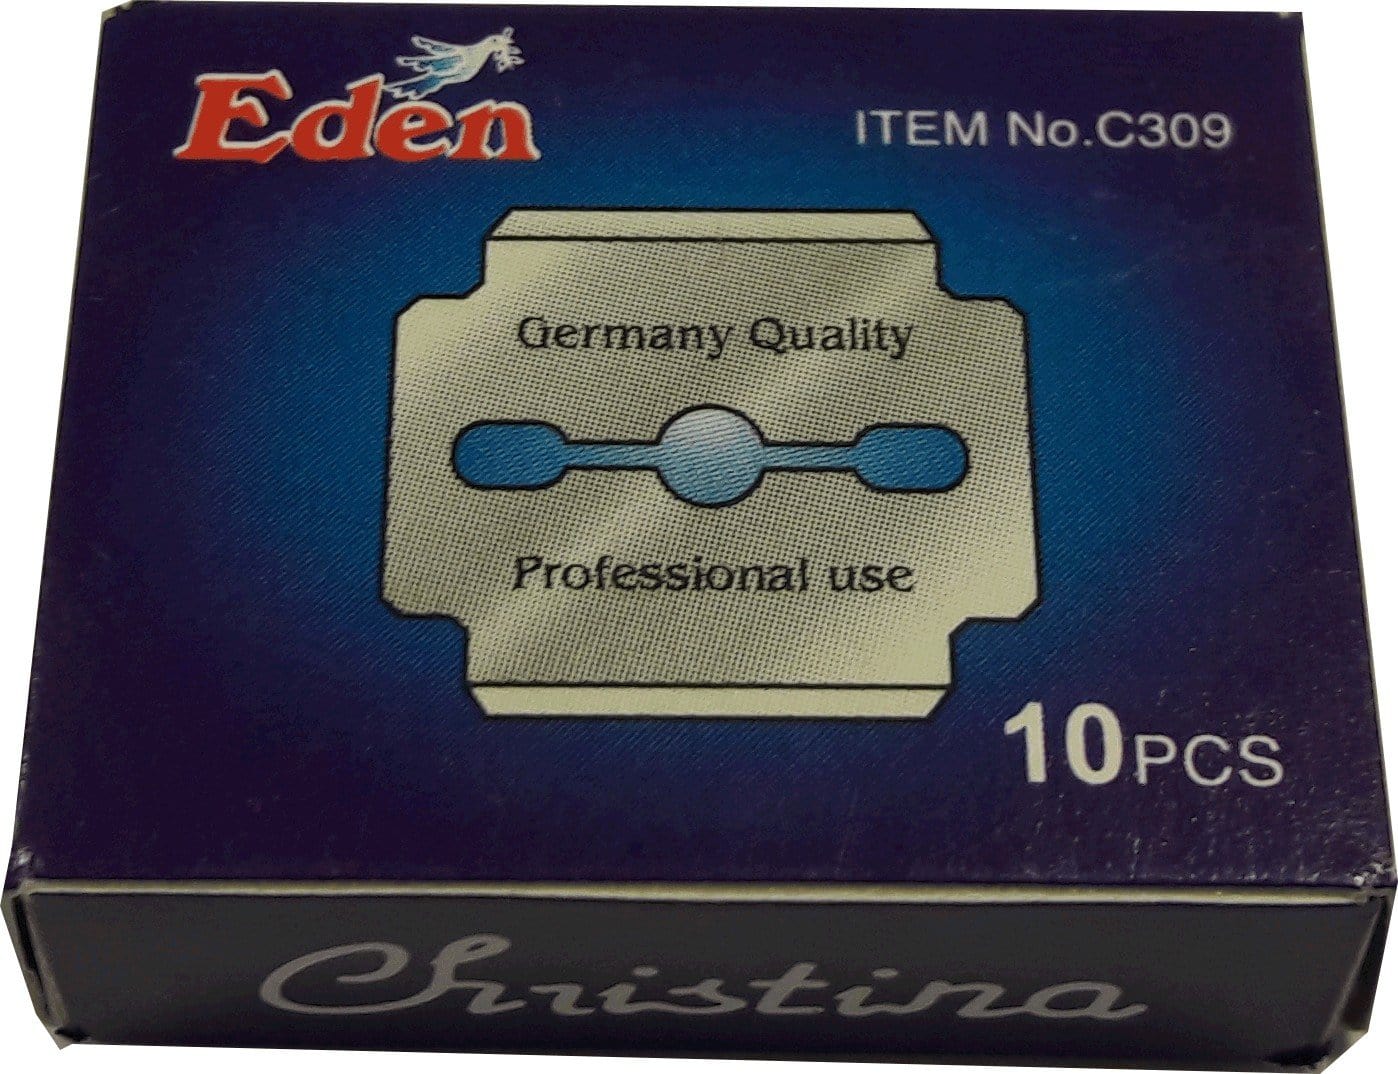 Eden
ITEM No.C309
Germany Quality
Professional use
10PCS
Christina